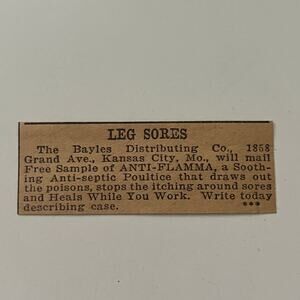 LEG SORES
The Bayles Distributing Co., 1858
Grand Ave., Kansas City, Mo., will mail
Free Sample of ANTI-FLAMMA, a Sooth-
ing Anti-septic Poultice that draws out
the poisons, stops the itching around sores
and Heals While You Work. Write today
describing case. ***